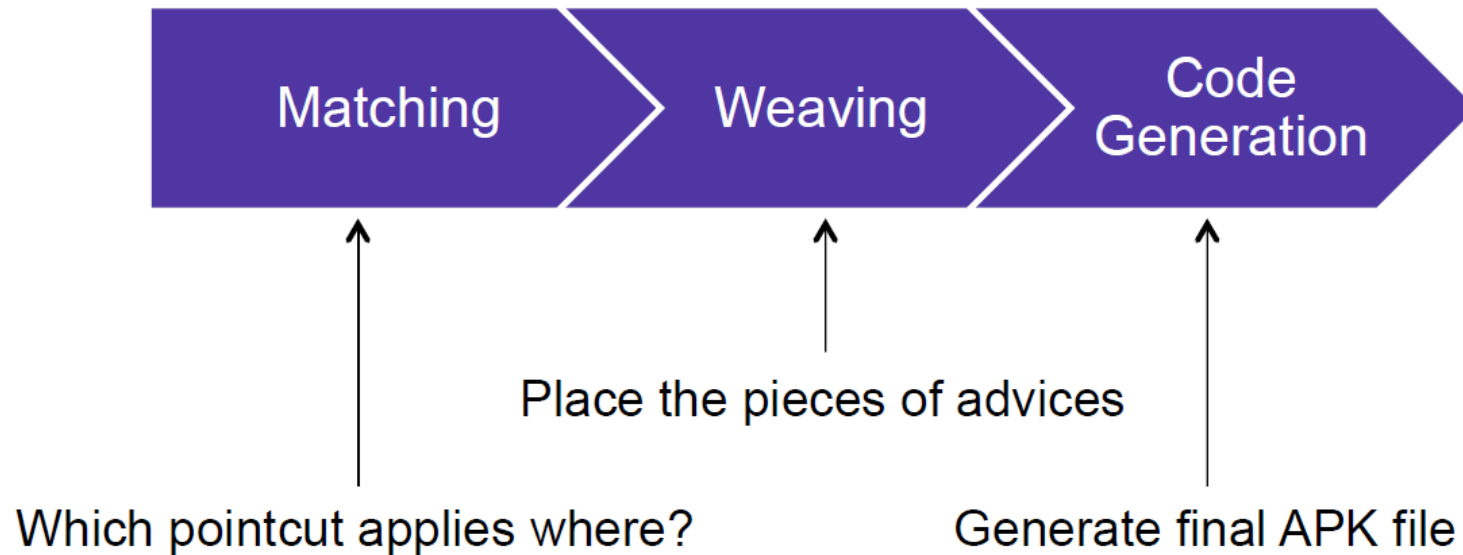 Matching
Weaving
Code
Generation
Place the pieces of advices
Which pointcut applies where?
Generate final APK file